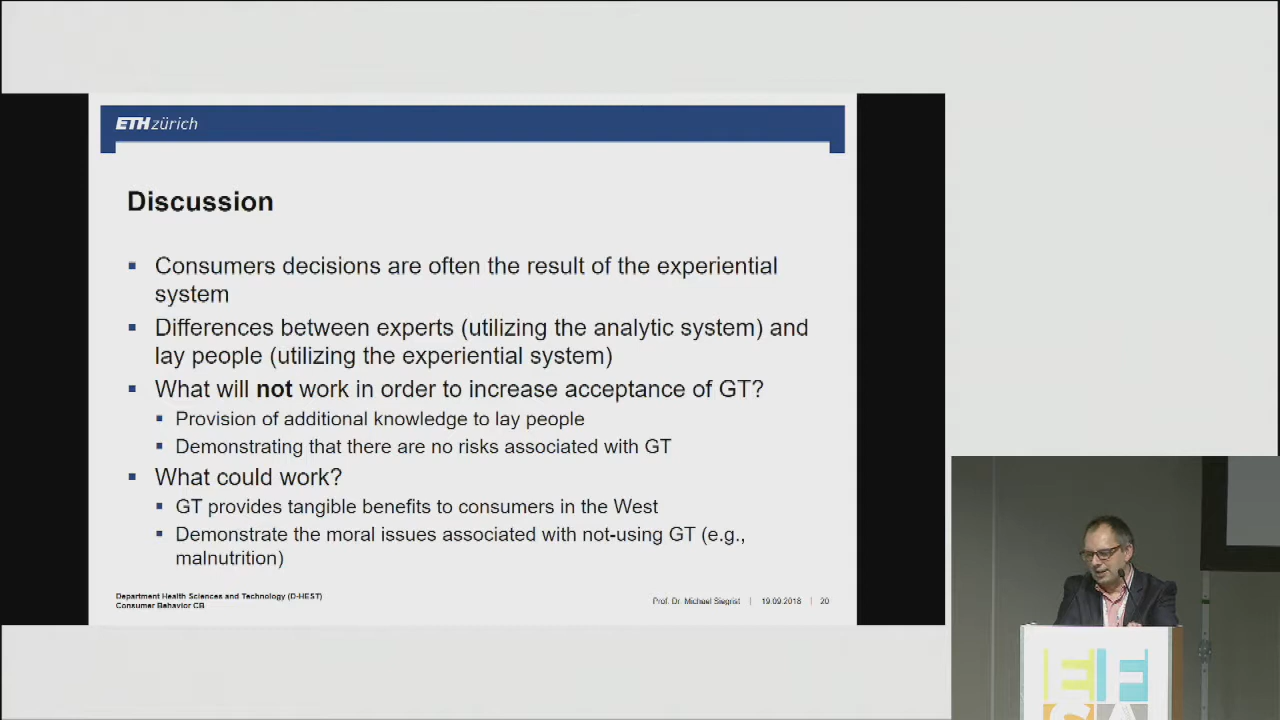 ETH zürich
Discussion
Consumers decisions are often the result of the experiential
system
Differences between experts (utilizing the analytic system) and
lay people (utilizing the experiential system)
What will not work in order to increase acceptance of GT?
Provision of additional knowledge to lay people
Demonstrating that there are no risks associated with GT
What could work?
GT provides tangible benefits to consumers in the West
Demonstrate the moral issues associated with not-using GT (e.g.,
malnutrition)
Department Health Sciences and Technology (D-HEST)
Consumer Behavior CB
Prof. Dr. Michael Siegrist | 19.09.2018 | 20
EF
SA